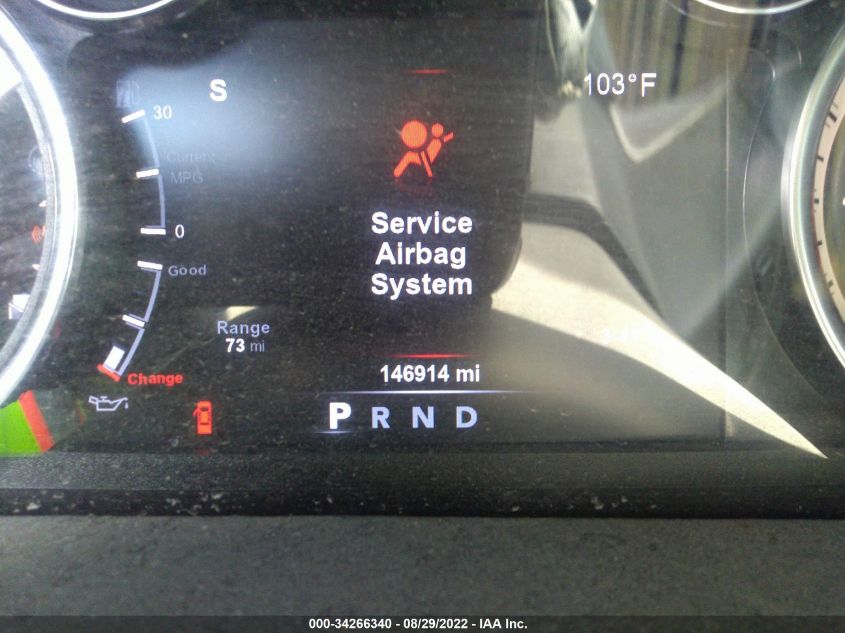 S
103°F
30
Current
MPG
0
Service
Airbag
System
Good
Range
73 mi
Change
146914 mi
P R N D
000-34266340 - 08/29/2022 - IAA Inc.